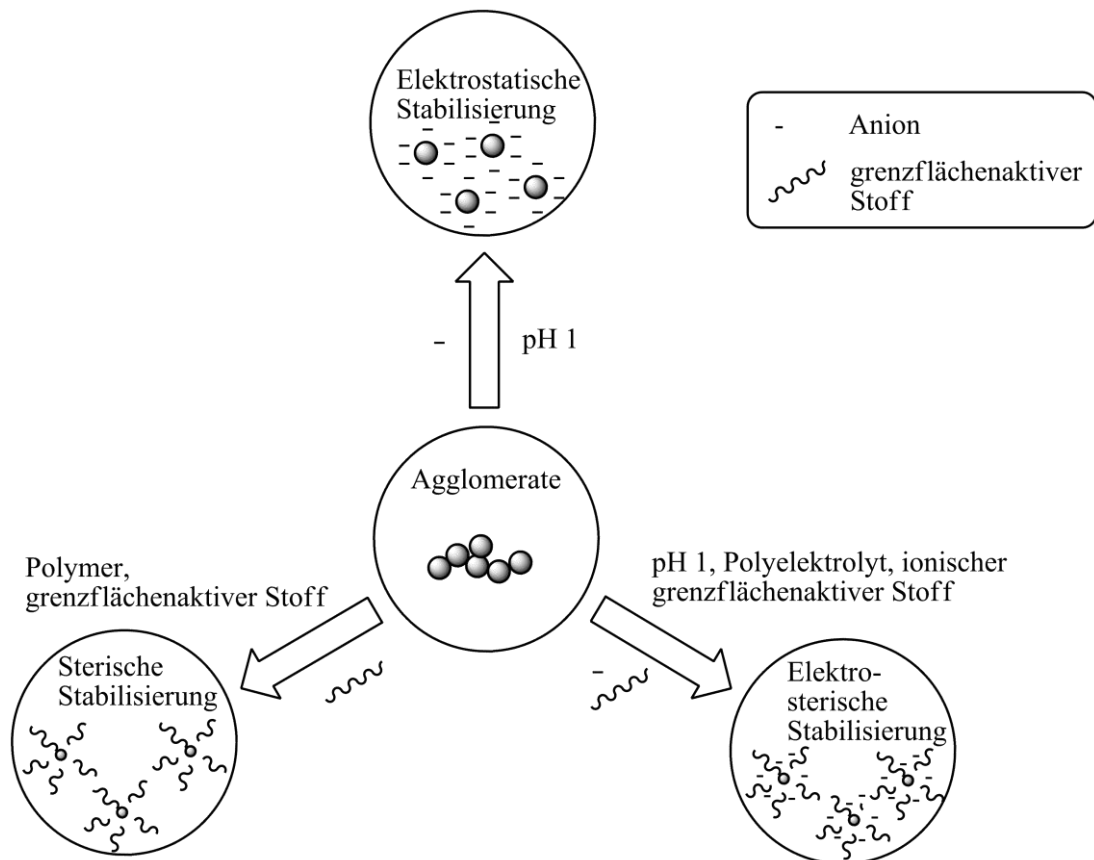 Elektrostatische
Stabilisierung
- Anion
grenzflächenaktiver
Stoff
- pH 1
Agglomerate
Polymer,
grenzflächenaktiver Stoff
pH 1, Polyelektrolyt, ionischer
grenzflächenaktiver Stoff
Sterische
Stabilisierung
Elektro-
sterische
Stabilisierung